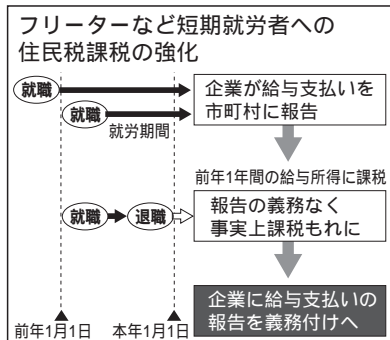 フリーターなど短期就労者への
住民税課税の強化
就職
企業が給与支払いを
市町村に報告
就職
就労期間
前年1年間の給与所得に課税
就職
退職
報告の義務なく
事実上課税もれに
企業に給与支払いの
報告を義務付けへ
前年1月1日
本年1月1日